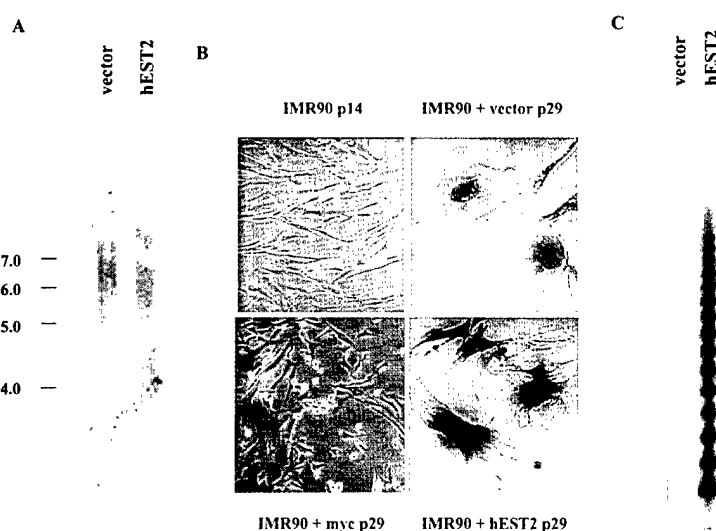 A
vector
hEST2
7.0
6.0
5.0
4.0
B
IMR90 p14
IMR90 + vector p29
IMR90 + myc p29
IMR90 + hEST2 p29
C
vector
hEST2